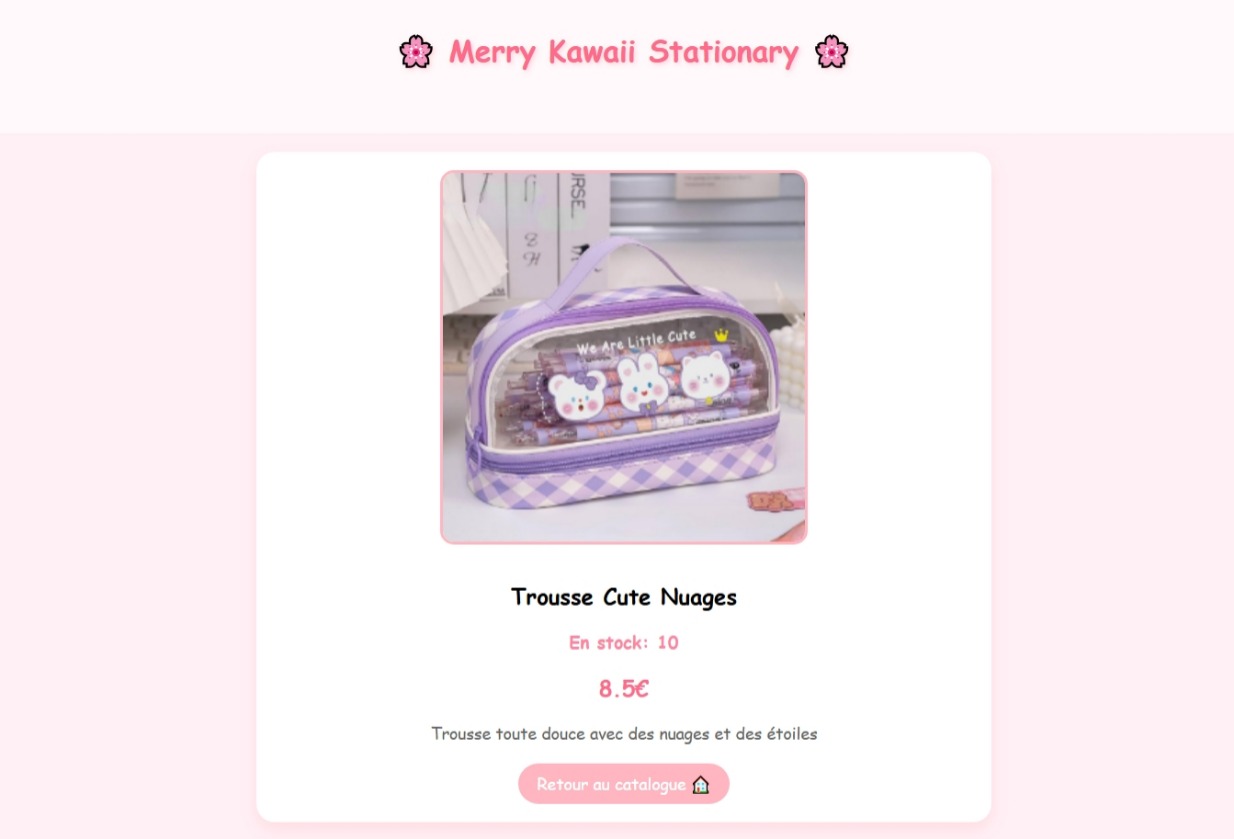 🌸 Merry Kawaii Stationary 🌸
URSE..
B
H
We Are Little Cute
Trousse Cute Nuages
En stock: 10
8.5€
Trousse toute douce avec des nuages et des étoiles
Retour au catalogue 🏠